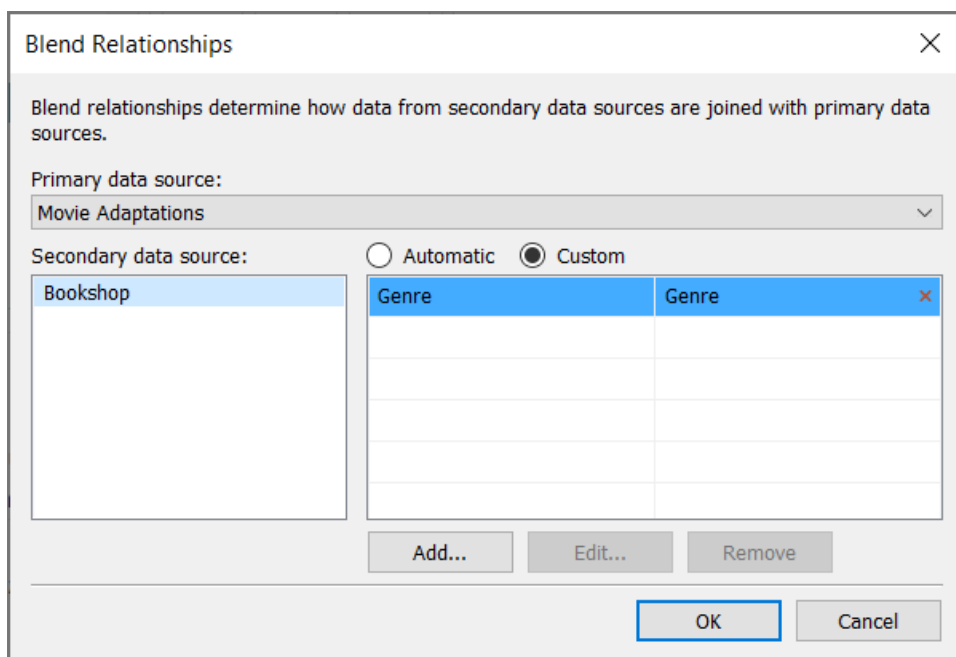 Blend Relationships
Blend relationships determine how data from secondary data sources are joined with primary data
sources.
Primary data source:
Movie Adaptations
Secondary data source:
Automatic
Custom
Bookshop
Genre
Genre
Add...
Edit...
Remove
OK
Cancel